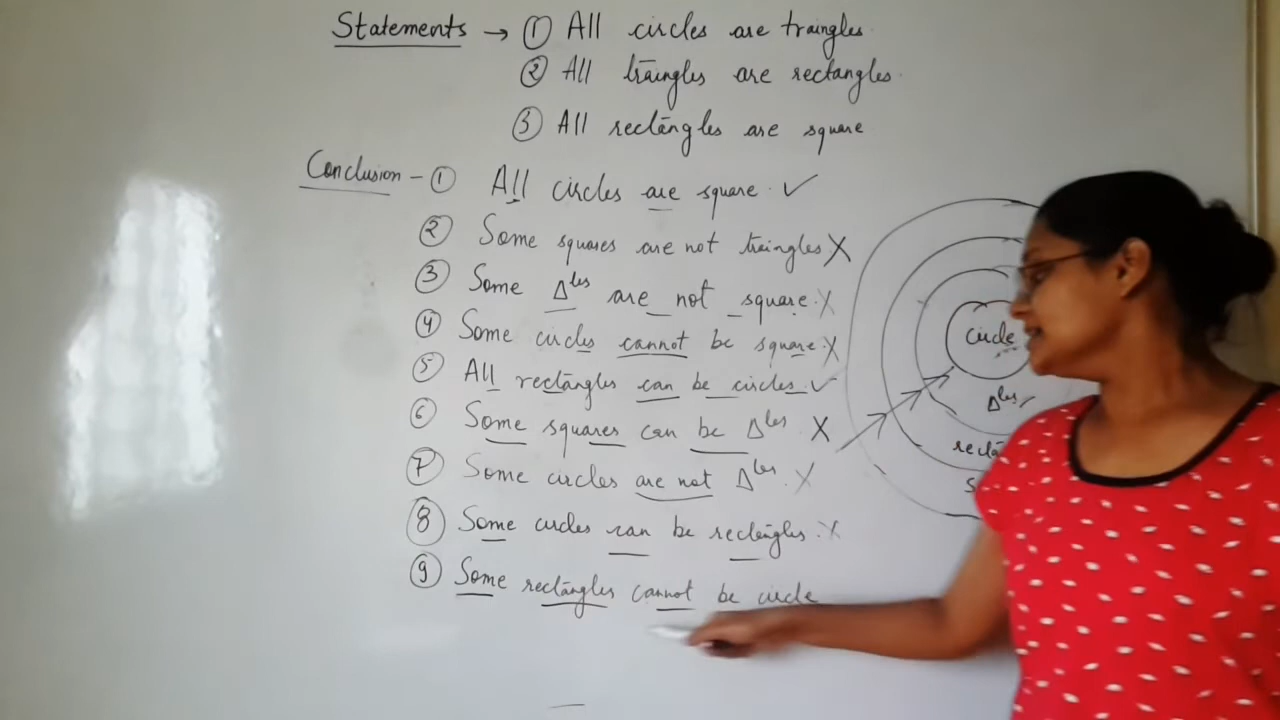 Statements → ① All circles are traingles.
② All traingles are rectangles.
③ All rectangles are square
Conclusion - ① All circles are square. ✓
② Some squares are not traingles X
③ Some Δles are not square. X
④ Some circles cannot be square. X
⑤ All rectangles can be circles. ✓
⑥ Some squares can be Δles X
⑦ Some circles are not Δles. X
⑧ Some circles can be rectangles. X
⑨ Some rectangles cannot be circle
Circle
Δles